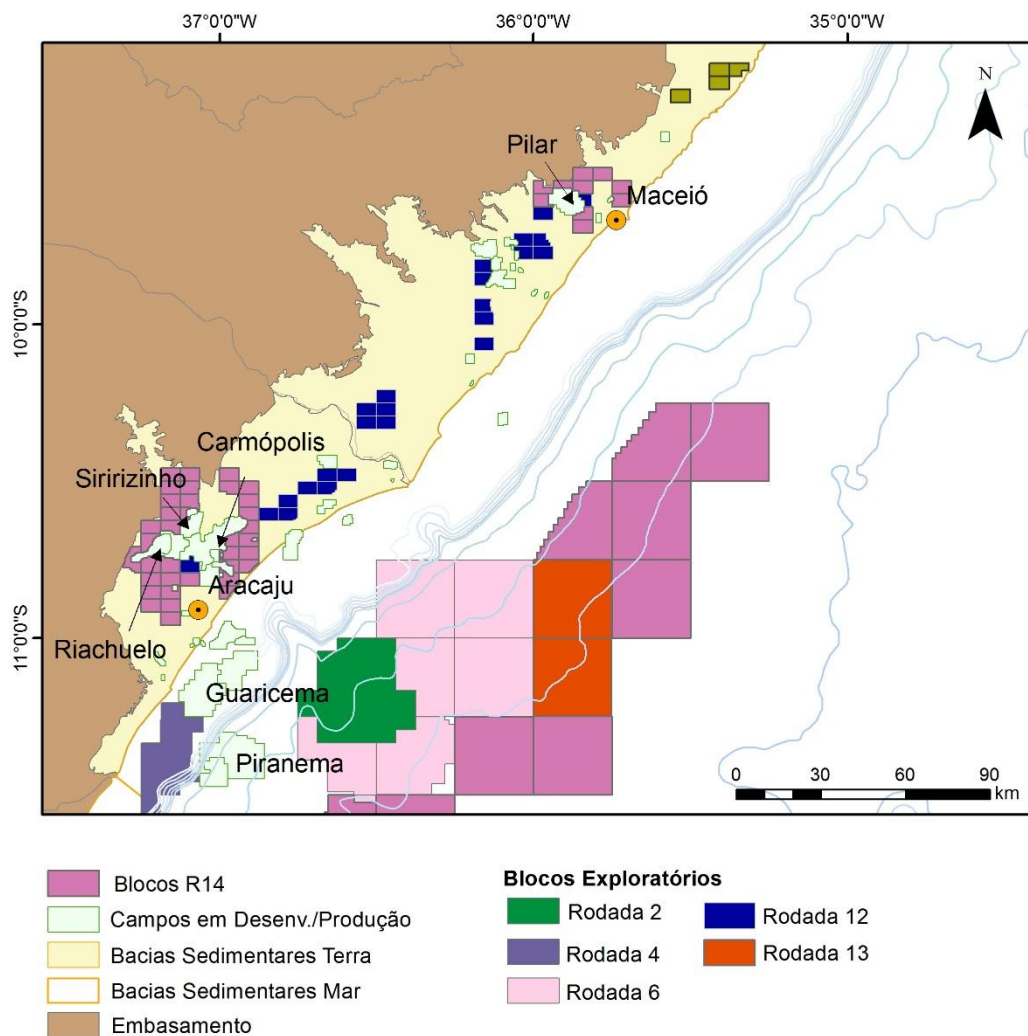 37°0'0"W
36°0'0"W
35°0'0"W
N
Pilar
Maceió
10°0'0"S
Carmópolis
Siririzinho
Aracaju
11°0'0"S
Riachuelo
Guaricema
Piranema
0 30 60 90
km
Blocos R14
Campos em Desenv./Produção
Bacias Sedimentares Terra
Bacias Sedimentares Mar
Embasamento
Blocos Exploratórios
Rodada 2
Rodada 4
Rodada 6
Rodada 12
Rodada 13